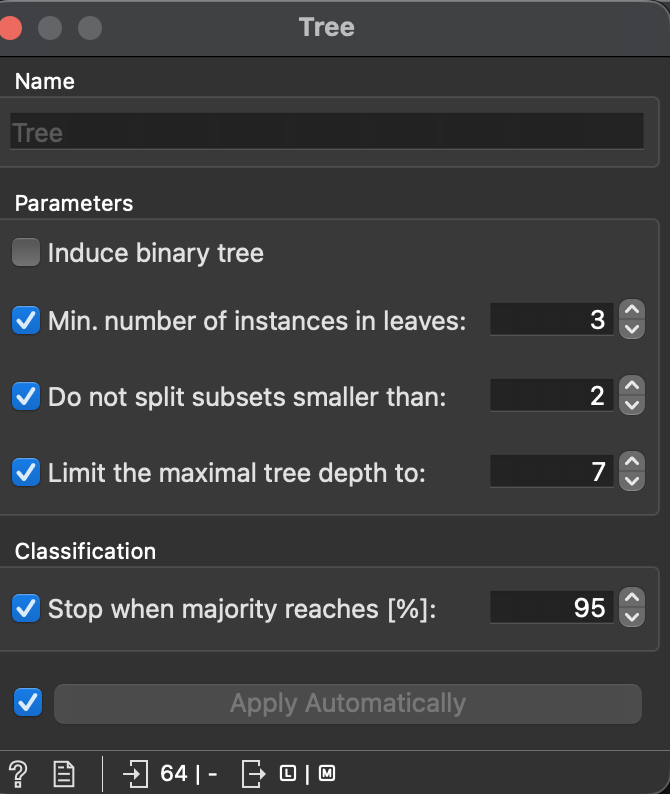 Tree
Name
Tree
Parameters
Induce binary tree
Min. number of instances in leaves: 3
Do not split subsets smaller than: 2
Limit the maximal tree depth to: 7
Classification
Stop when majority reaches [%]: 95
Apply Automatically
? 64 | - L | M